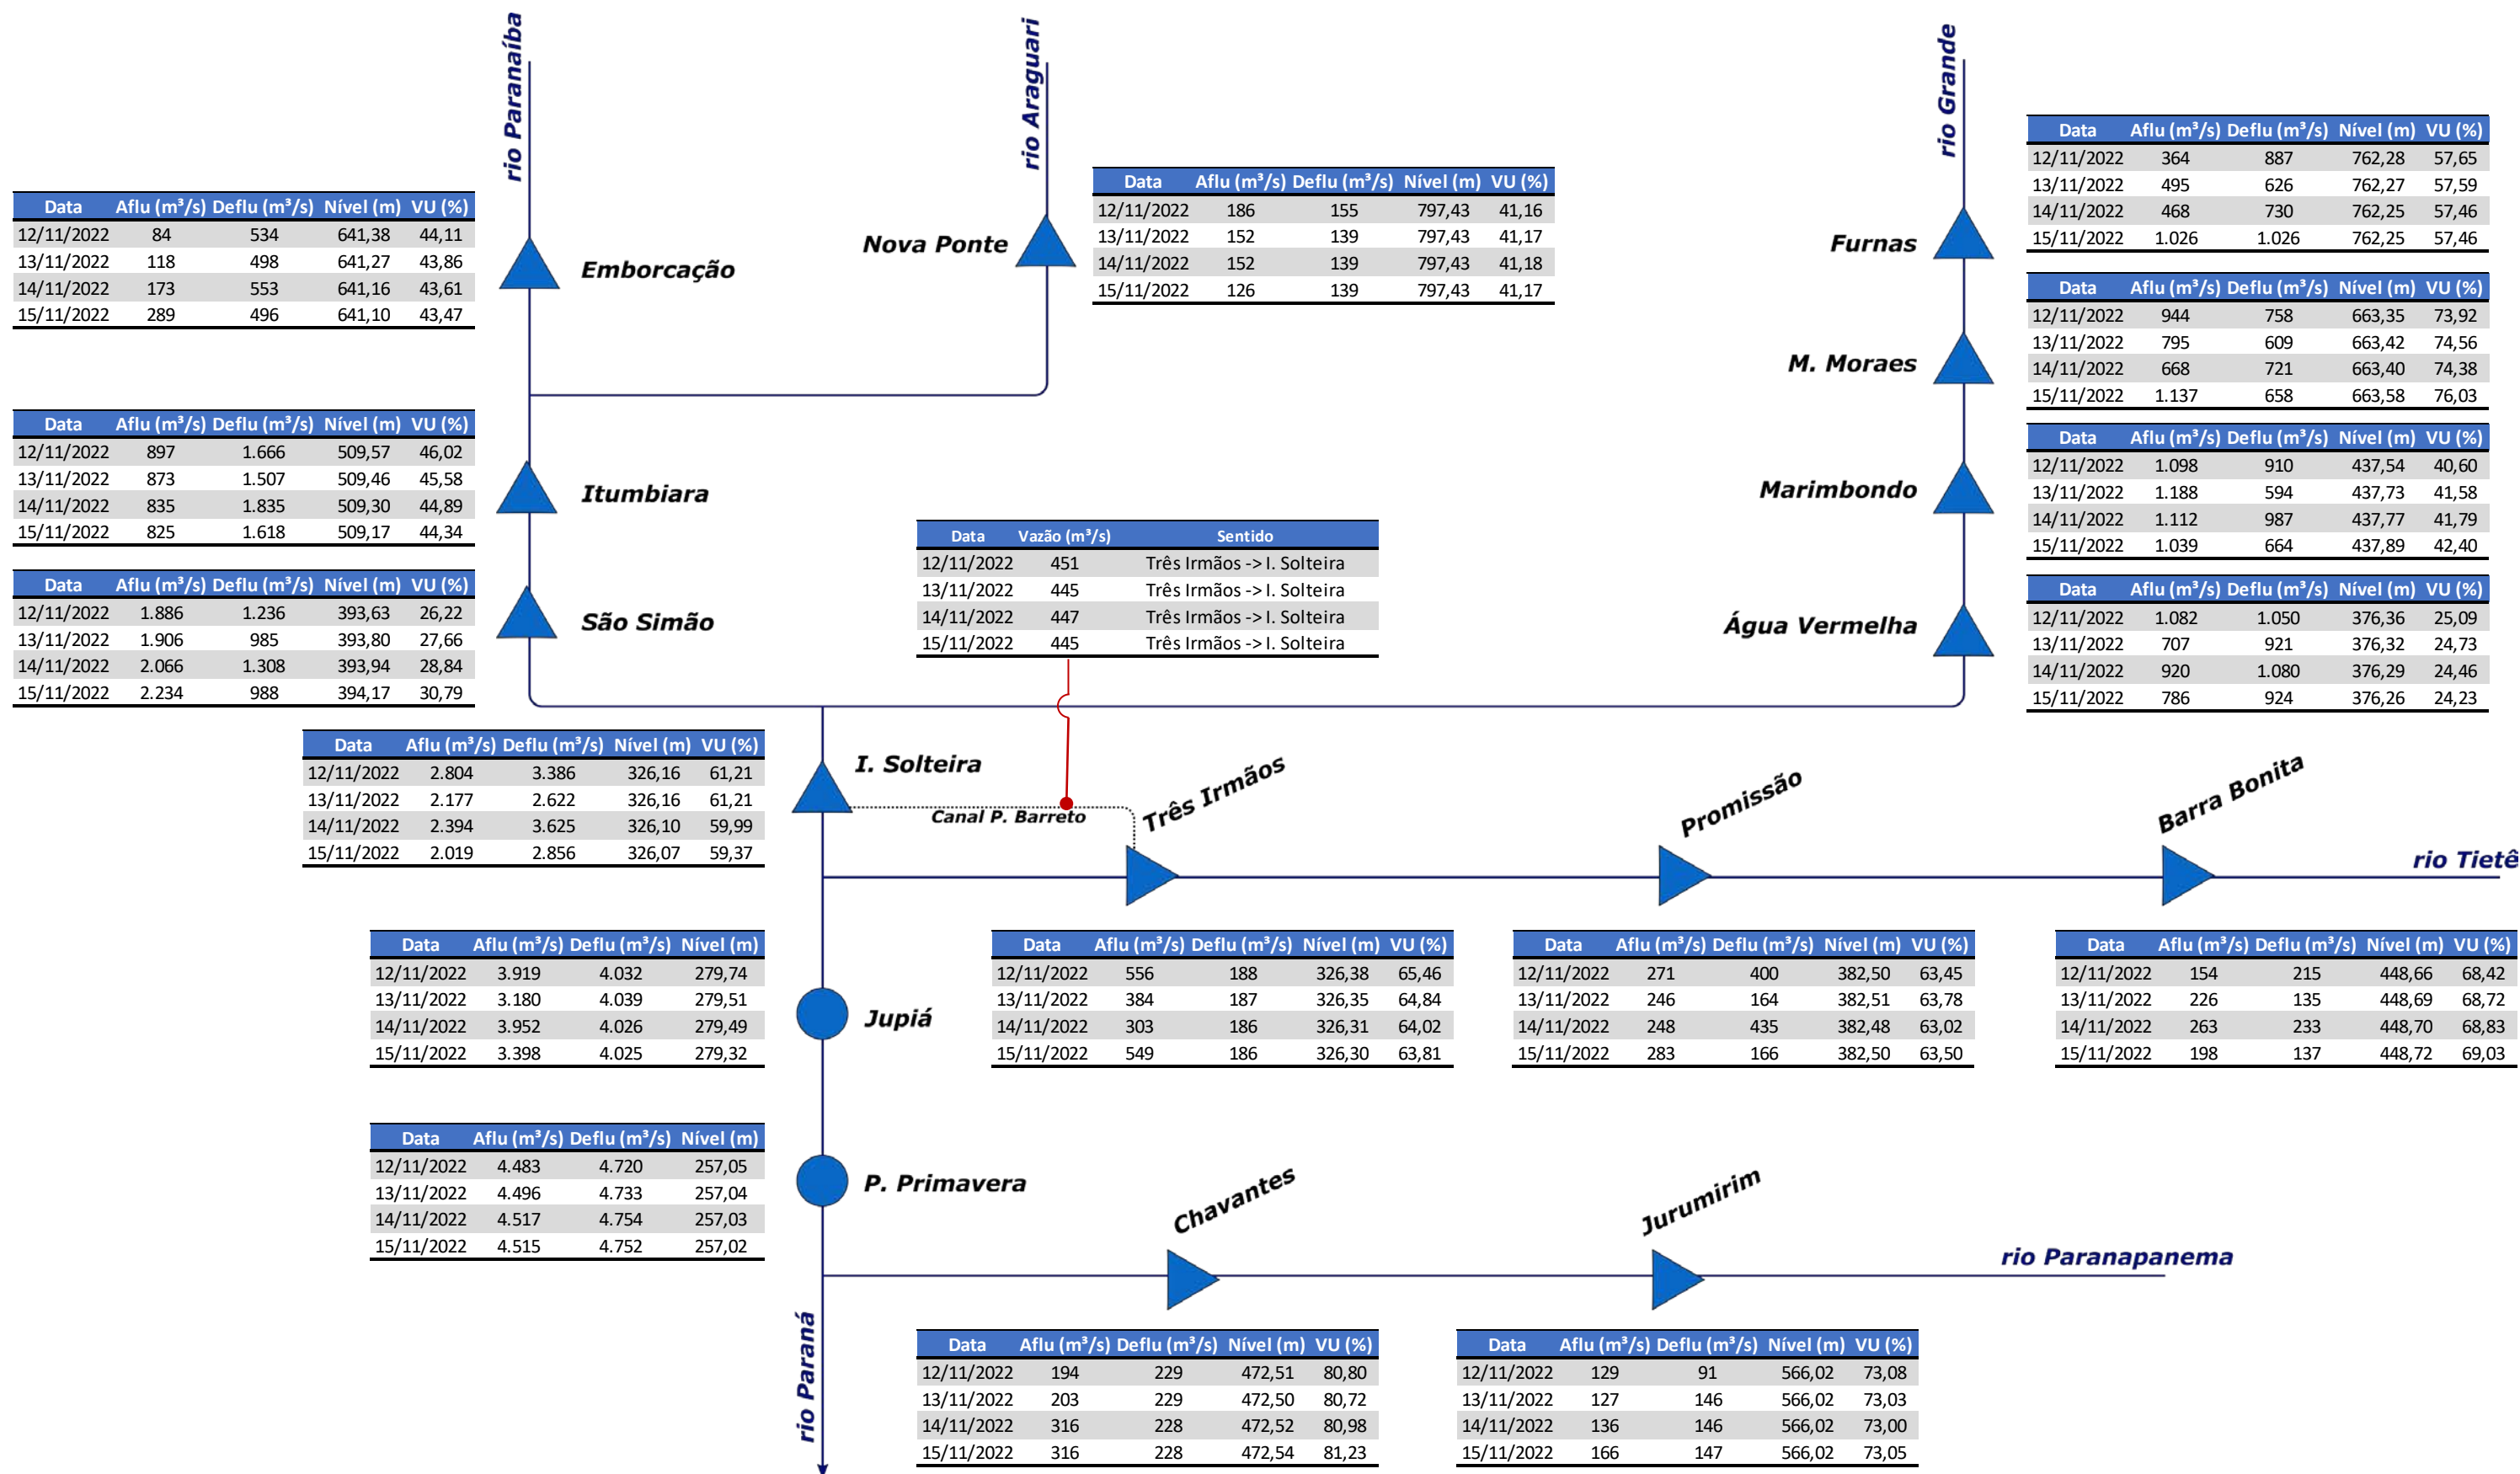 rio Paranaíba
rio Araguari
rio Grande
Data Aflu (m³/s) Deflu (m³/s) Nível (m) VU (%)
12/11/2022 364 887 762,28 57,65
13/11/2022 495 626 762,27 57,59
14/11/2022 468 730 762,25 57,46
15/11/2022 1.026 1.026 762,25 57,46
Furnas
Data Aflu (m³/s) Deflu (m³/s) Nível (m) VU (%)
12/11/2022 186 155 797,43 41,16
13/11/2022 152 139 797,43 41,17
14/11/2022 152 139 797,43 41,18
15/11/2022 126 139 797,43 41,17
Nova Ponte
Data Aflu (m³/s) Deflu (m³/s) Nível (m) VU (%)
12/11/2022 84 534 641,38 44,11
13/11/2022 118 498 641,27 43,86
14/11/2022 173 553 641,16 43,61
15/11/2022 289 496 641,10 43,47
Emborcação
Data Aflu (m³/s) Deflu (m³/s) Nível (m) VU (%)
12/11/2022 944 758 663,35 73,92
13/11/2022 795 609 663,42 74,56
14/11/2022 668 721 663,40 74,38
15/11/2022 1.137 658 663,58 76,03
M. Moraes
Data Aflu (m³/s) Deflu (m³/s) Nível (m) VU (%)
12/11/2022 897 1.666 509,57 46,02
13/11/2022 873 1.507 509,46 45,58
14/11/2022 835 1.835 509,30 44,89
15/11/2022 825 1.618 509,17 44,34
Itumbiara
Data Aflu (m³/s) Deflu (m³/s) Nível (m) VU (%)
12/11/2022 1.098 910 437,54 40,60
13/11/2022 1.188 594 437,73 41,58
14/11/2022 1.112 987 437,77 41,79
15/11/2022 1.039 664 437,89 42,40
Marimbondo
Data Vazão (m³/s) Sentido
12/11/2022 451 Três Irmãos -> I. Solteira
13/11/2022 445 Três Irmãos -> I. Solteira
14/11/2022 447 Três Irmãos -> I. Solteira
15/11/2022 445 Três Irmãos -> I. Solteira
Data Aflu (m³/s) Deflu (m³/s) Nível (m) VU (%)
12/11/2022 1.886 1.236 393,63 26,22
13/11/2022 1.906 985 393,80 27,66
14/11/2022 2.066 1.308 393,94 28,84
15/11/2022 2.234 988 394,17 30,79
São Simão
Data Aflu (m³/s) Deflu (m³/s) Nível (m) VU (%)
12/11/2022 1.082 1.050 376,36 25,09
13/11/2022 707 921 376,32 24,73
14/11/2022 920 1.080 376,29 24,46
15/11/2022 786 924 376,26 24,23
Água Vermelha
Data Aflu (m³/s) Deflu (m³/s) Nível (m) VU (%)
12/11/2022 2.804 3.386 326,16 61,21
13/11/2022 2.177 2.622 326,16 61,21
14/11/2022 2.394 3.625 326,10 59,99
15/11/2022 2.019 2.856 326,07 59,37
I. Solteira
Canal P. Barreto
Três Irmãos
Promissão
Barra Bonita
rio Tietê
Data Aflu (m³/s) Deflu (m³/s) Nível (m)
12/11/2022 3.919 4.032 279,74
13/11/2022 3.180 4.039 279,51
14/11/2022 3.952 4.026 279,49
15/11/2022 3.398 4.025 279,32
Jupiá
Data Aflu (m³/s) Deflu (m³/s) Nível (m) VU (%)
12/11/2022 556 188 326,38 65,46
13/11/2022 384 187 326,35 64,84
14/11/2022 303 186 326,31 64,02
15/11/2022 549 186 326,30 63,81
Data Aflu (m³/s) Deflu (m³/s) Nível (m) VU (%)
12/11/2022 271 400 382,50 63,45
13/11/2022 246 164 382,51 63,78
14/11/2022 248 435 382,48 63,02
15/11/2022 283 166 382,50 63,50
Data Aflu (m³/s) Deflu (m³/s) Nível (m) VU (%)
12/11/2022 154 215 448,66 68,42
13/11/2022 226 135 448,69 68,72
14/11/2022 263 233 448,70 68,83
15/11/2022 198 137 448,72 69,03
Data Aflu (m³/s) Deflu (m³/s) Nível (m)
12/11/2022 4.483 4.720 257,05
13/11/2022 4.496 4.733 257,04
14/11/2022 4.517 4.754 257,03
15/11/2022 4.515 4.752 257,02
P. Primavera
Chavantes
Jurumirim
rio Paranapanema
rio Paraná
Data Aflu (m³/s) Deflu (m³/s) Nível (m) VU (%)
12/11/2022 194 229 472,51 80,80
13/11/2022 203 229 472,50 80,72
14/11/2022 316 228 472,52 80,98
15/11/2022 316 228 472,54 81,23
Data Aflu (m³/s) Deflu (m³/s) Nível (m) VU (%)
12/11/2022 129 91 566,02 73,08
13/11/2022 127 146 566,02 73,03
14/11/2022 136 146 566,02 73,00
15/11/2022 166 147 566,02 73,05